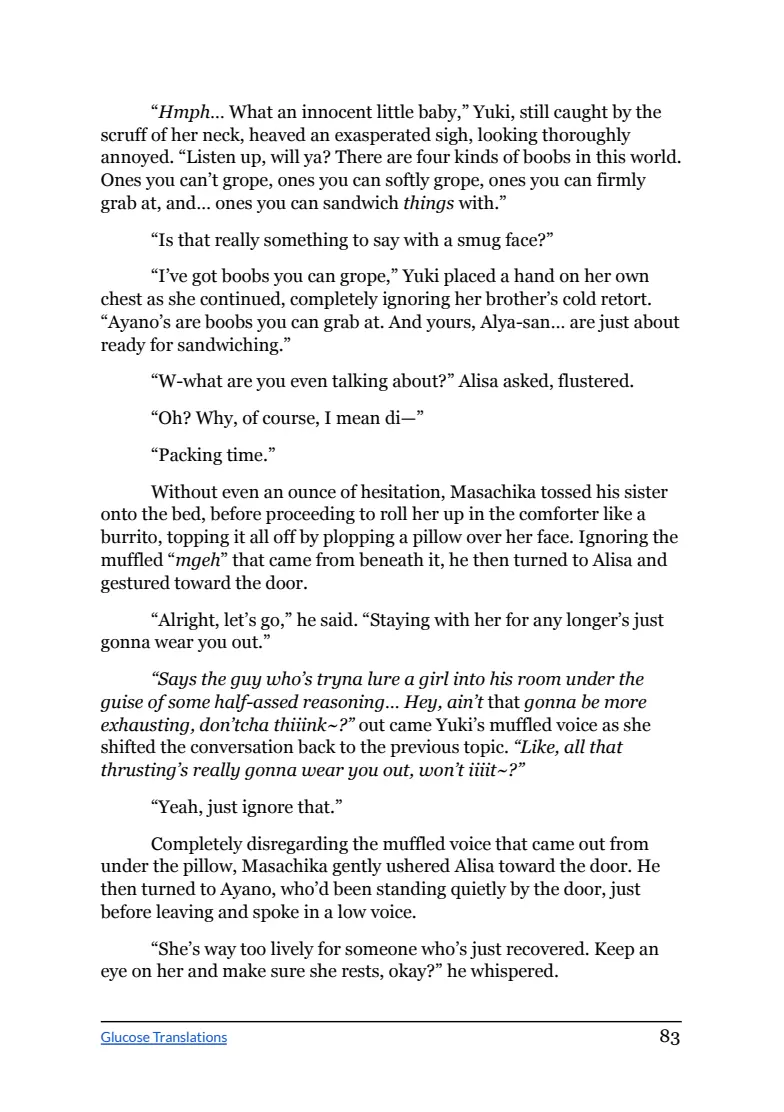 “Hmph… What an innocent little baby,” Yuki, still caught by the
scruff of her neck, heaved an exasperated sigh, looking thoroughly
annoyed. “Listen up, will ya? There are four kinds of boobs in this world.
Ones you can’t grope, ones you can softly grope, ones you can firmly
grab at, and… ones you can sandwich things with.”
“Is that really something to say with a smug face?”
“I’ve got boobs you can grope,” Yuki placed a hand on her own
chest as she continued, completely ignoring her brother’s cold retort.
“Ayano’s are boobs you can grab at. And yours, Alya-san… are just about
ready for sandwiching.”
“W-what are you even talking about?” Alisa asked, flustered.
“Oh? Why, of course, I mean di—”
“Packing time.”
Without even an ounce of hesitation, Masachika tossed his sister
onto the bed, before proceeding to roll her up in the comforter like a
burrito, topping it all off by plopping a pillow over her face. Ignoring the
muffled “mgeh” that came from beneath it, he then turned to Alisa and
gestured toward the door.
“Alright, let’s go,” he said. “Staying with her for any longer’s just
gonna wear you out.”
“Says the guy who’s tryna lure a girl into his room under the
guise of some half-assed reasoning… Hey, ain’t that gonna be more
exhausting, don’tcha thiiink~?” out came Yuki’s muffled voice as she
shifted the conversation back to the previous topic. “Like, all that
thrusting’s really gonna wear you out, won’t iiiit~?”
“Yeah, just ignore that.”
Completely disregarding the muffled voice that came out from
under the pillow, Masachika gently ushered Alisa toward the door. He
then turned to Ayano, who’d been standing quietly by the door, just
before leaving and spoke in a low voice.
“She’s way too lively for someone who’s just recovered. Keep an
eye on her and make sure she rests, okay?” he whispered.
Glucose Translations
83